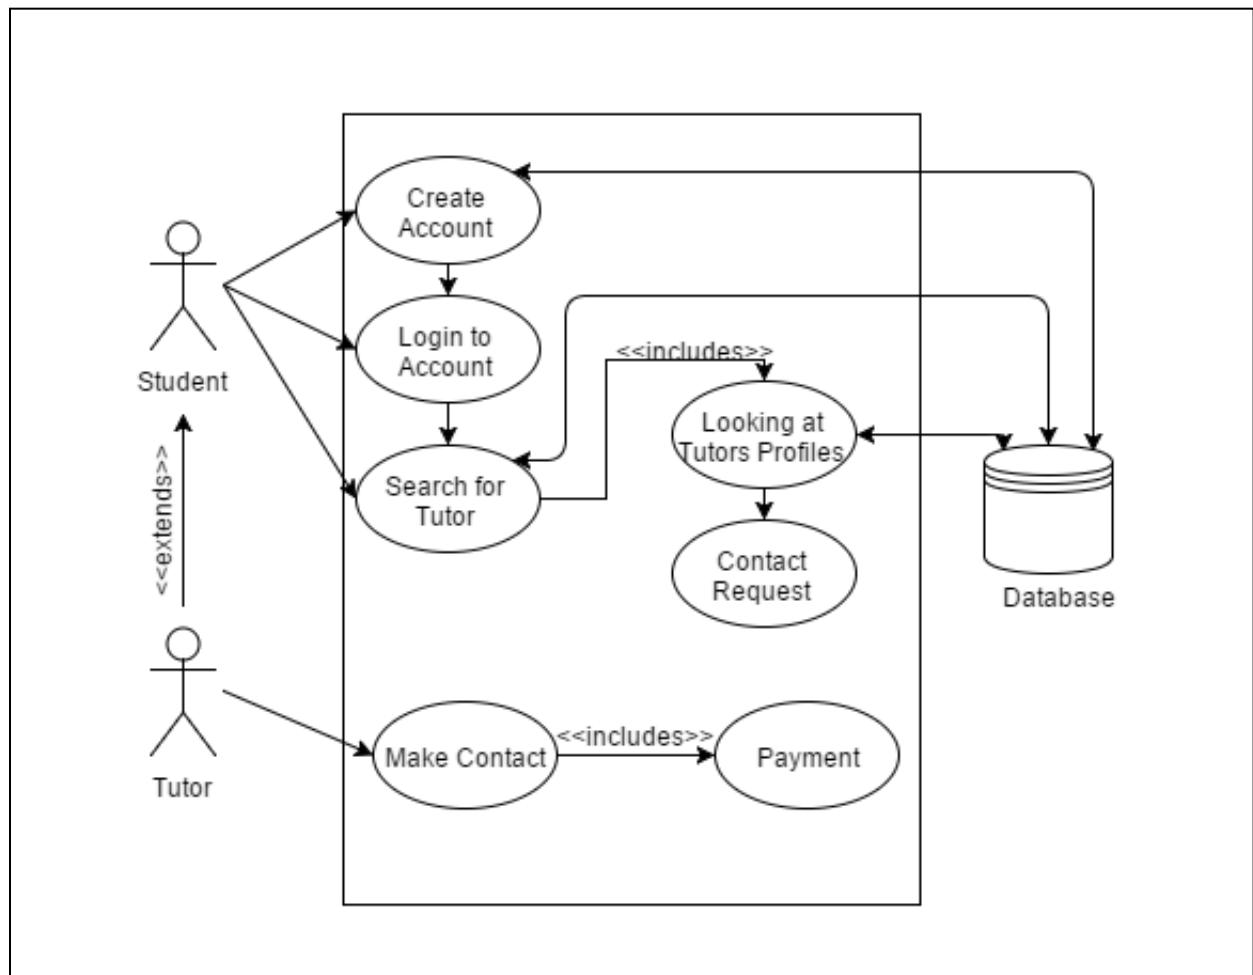 Create
Account
Login to
Account
<<includes>>
Student
Looking at
Tutors Profiles
Search for
Tutor
<<extends>>
Contact
Request
Database
Make Contact
<<includes>>
Payment
Tutor